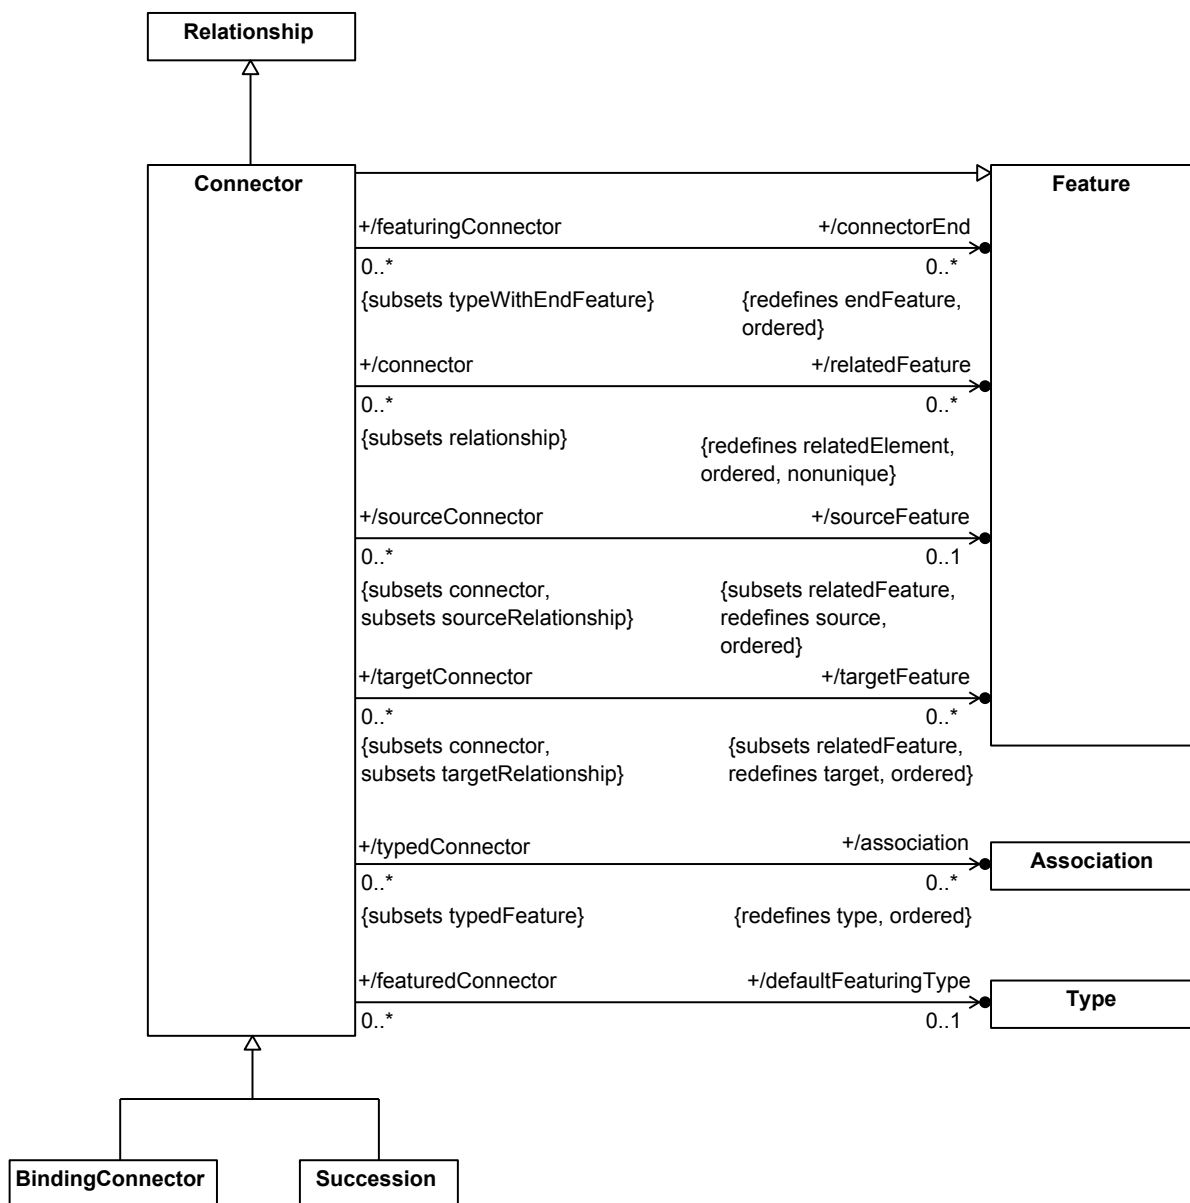 Relationship
Connector
Feature
+/featuringConnector +/connectorEnd
0..* 0..*
{subsets typeWithEndFeature} {redefines endFeature,
ordered}
+/connector +/relatedFeature
0..* 0..*
{subsets relationship} {redefines relatedElement,
ordered, nonunique}
+/sourceConnector +/sourceFeature
0..* 0..1
{subsets connector, {subsets relatedFeature,
subsets sourceRelationship} redefines source,
ordered}
+/targetConnector +/targetFeature
0..* 0..*
{subsets connector, {subsets relatedFeature,
subsets targetRelationship} redefines target, ordered}
+/typedConnector +/association
Association
0..* 0..*
{subsets typedFeature} {redefines type, ordered}
+/featuredConnector +/defaultFeaturingType
Type
0..* 0..1
BindingConnector Succession